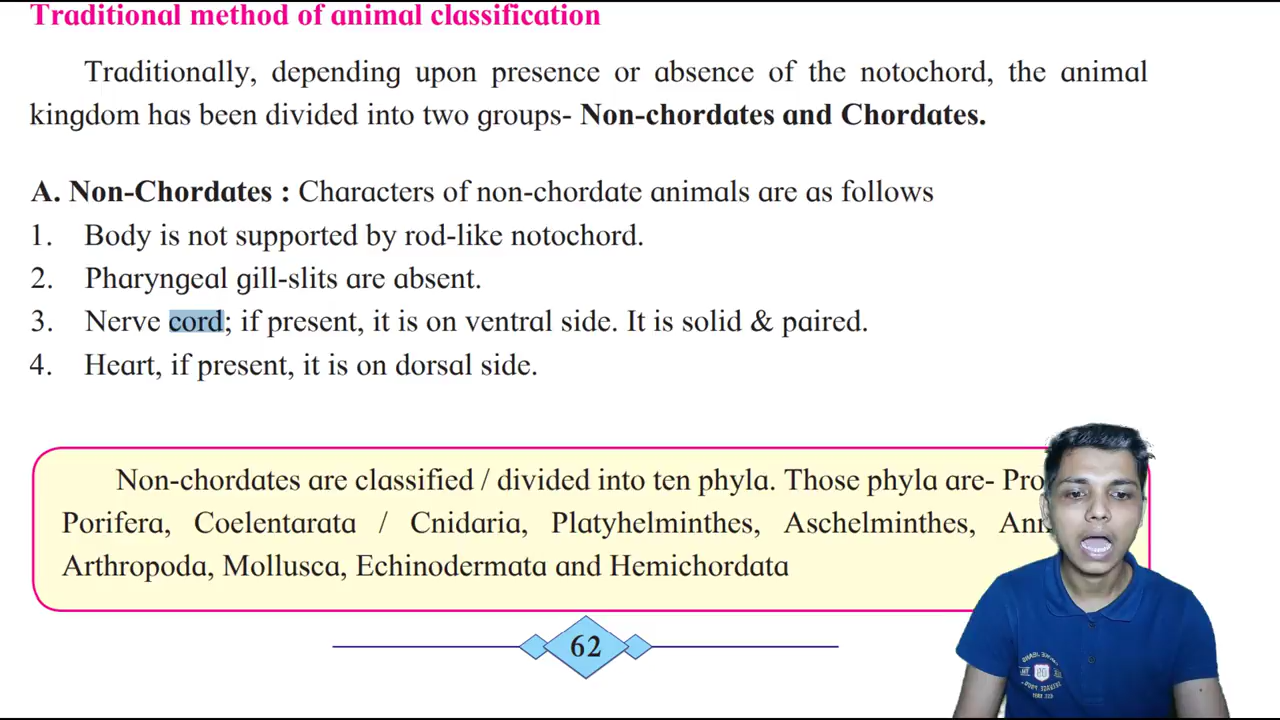 Traditional method of animal classification
Traditionally, depending upon presence or absence of the notochord, the animal
kingdom has been divided into two groups- Non-chordates and Chordates.
A. Non-Chordates : Characters of non-chordate animals are as follows
1. Body is not supported by rod-like notochord.
2. Pharyngeal gill-slits are absent.
3. Nerve cord; if present, it is on ventral side. It is solid & paired.
4. Heart, if present, it is on dorsal side.
Non-chordates are classified / divided into ten phyla. Those phyla are-
Porifera, Coelentarata / Cnidaria, Platyhelminthes, Aschelminthes,
Arthropoda, Mollusca, Echinodermata and Hemichordata
62